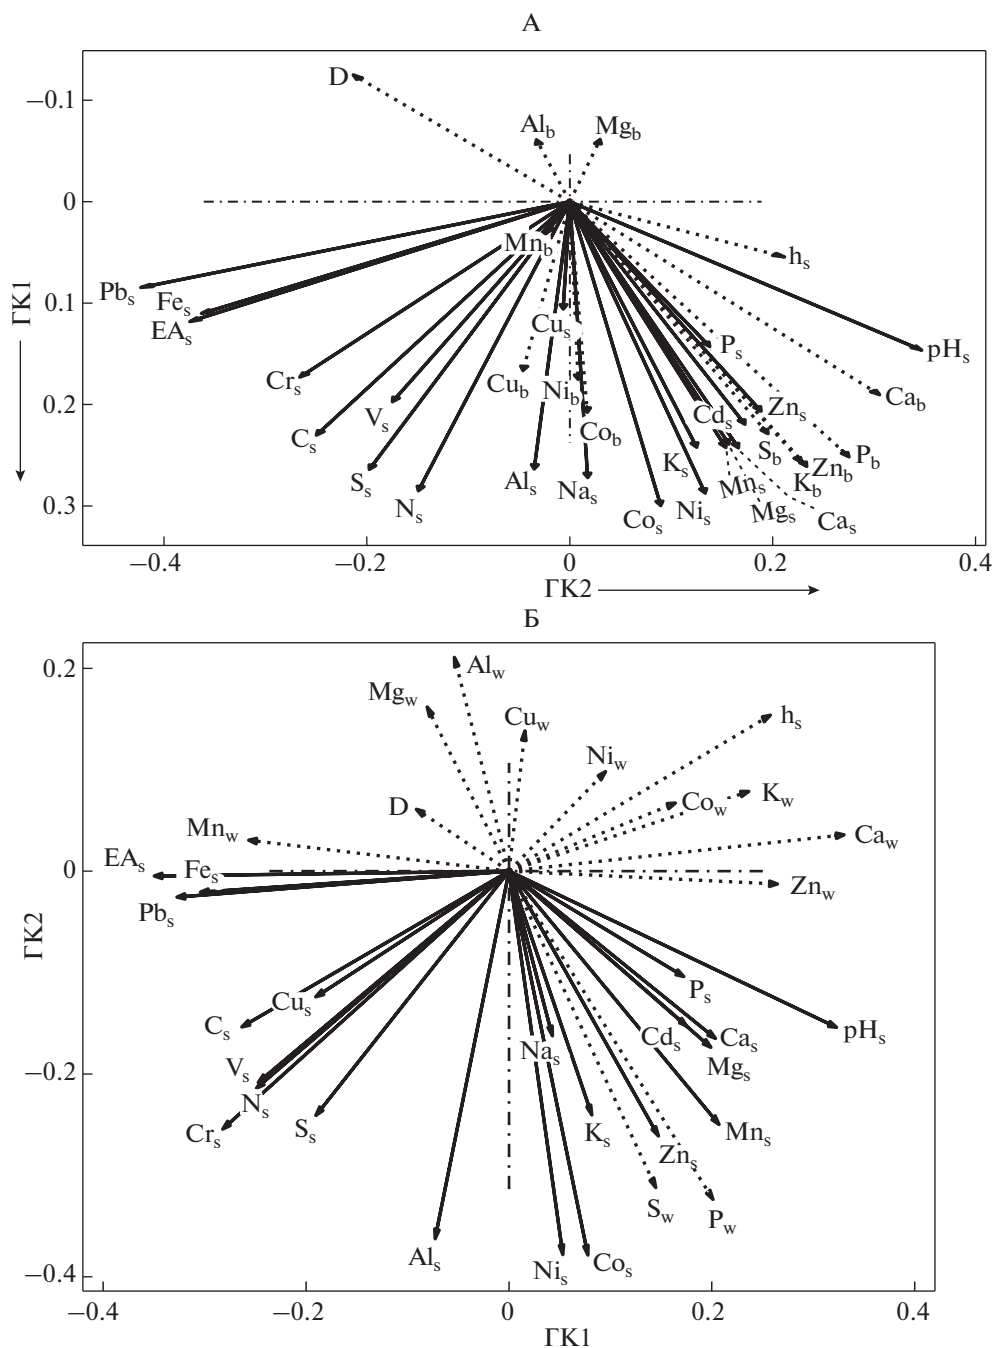 А
D
Al_b
Mg_b
−0.1
0
Mn_b
h_s
Pb_s
Fe_s
0.1
EA_s
Cu_s
P_s
pH_s
ГК1
Cr_s
Cu_b
Ni_b
Ca_b
V_s
Cd_s
Zn_s
0.2
C_s
Co_b
S_b
P_b
K_s
Zn_b
S_s
Al_s
Na_s
Mn_s
K_b
N_s
0.3
Co_s
Ni_s
Mg_s
Ca_s
−0.4 −0.2 0 0.2 0.4
ГК2
Б
0.2
Al_w
Mg_w
Cu_w
h_s
Ni_w
D
Co_w
K_w
Mn_w
Ca_w
EA_s
Fe_s
0
Zn_w
Pb_s
ГК2
P_s
Cu_s
C_s
Na_s
Cd_s
Ca_s
pH_s
V_s
Mg_s
−0.2
N_s
Cr_s
S_s
K_s
Mn_s
Zn_s
S_w
P_w
Al_s
Ni_s
Co_s
−0.4
−0.4 −0.2 0 0.2 0.4
ГК1